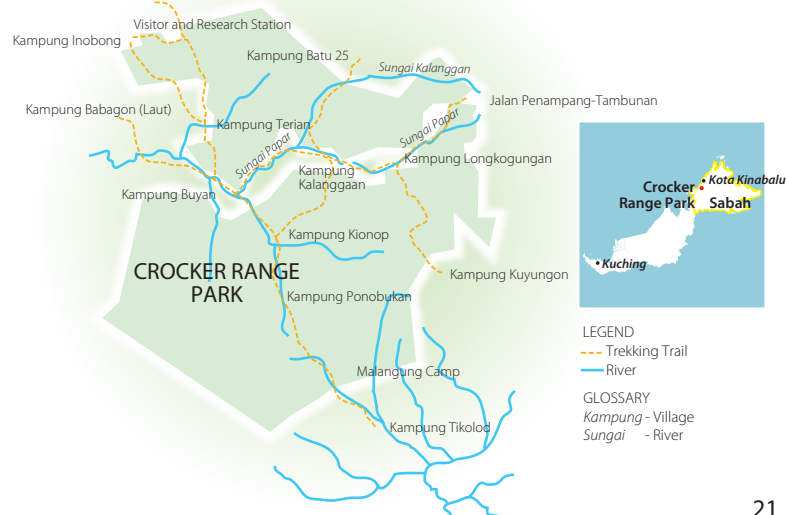 Visitor and Research Station
Kampung Inobong
Kampung Batu 25
Sungai Kalanggan
Kampung Babagon (Laut)
Jalan Penampang-Tambunan
Kampung Terian
Sungai Papar
Sungai Papar
Kampung Longkogungan
Kampung
Kalanggaan
Kampung Buyan
Kampung Kionop
CROCKER RANGE
PARK
Kampung Kuyungon
Kampung Ponobukan
Malangung Camp
Kampung Tikolod
Kota Kinabalu
Crocker
Range Park
Sabah
Kuching
LEGEND
Trekking Trail
River
GLOSSARY
Kampung - Village
Sungai - River
21